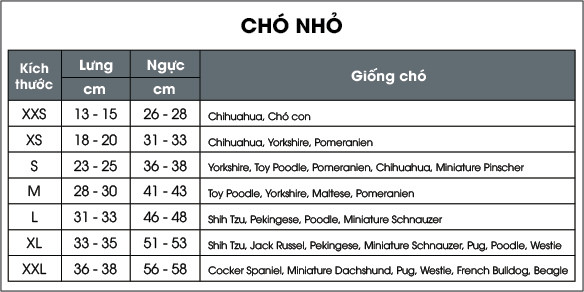 CHÓ NHỎ
Kích thước | Lưng | Ngực | Giống chó
cm | cm
XXS | 13 - 15 | 26 - 28 | Chihuahua, Chó con
XS | 18 - 20 | 31 - 33 | Chihuahua, Yorkshire, Pomeranien
S | 23 - 25 | 36 - 38 | Yorkshire, Toy Poodle, Pomeranien, Chihuahua, Miniature Pinscher
M | 28 - 30 | 41 - 43 | Toy Poodle, Yorkshire, Maltese, Pomeranien
L | 31 - 33 | 46 - 48 | Shih Tzu, Pekingese, Poodle, Miniature Schnauzer
XL | 33 - 35 | 51 - 53 | Shih Tzu, Jack Russel, Pekingese, Miniature Schnauzer, Pug, Poodle, Westie
XXL | 36 - 38 | 56 - 58 | Cocker Spaniel, Miniature Dachshund, Pug, Westie, French Bulldog, Beagle